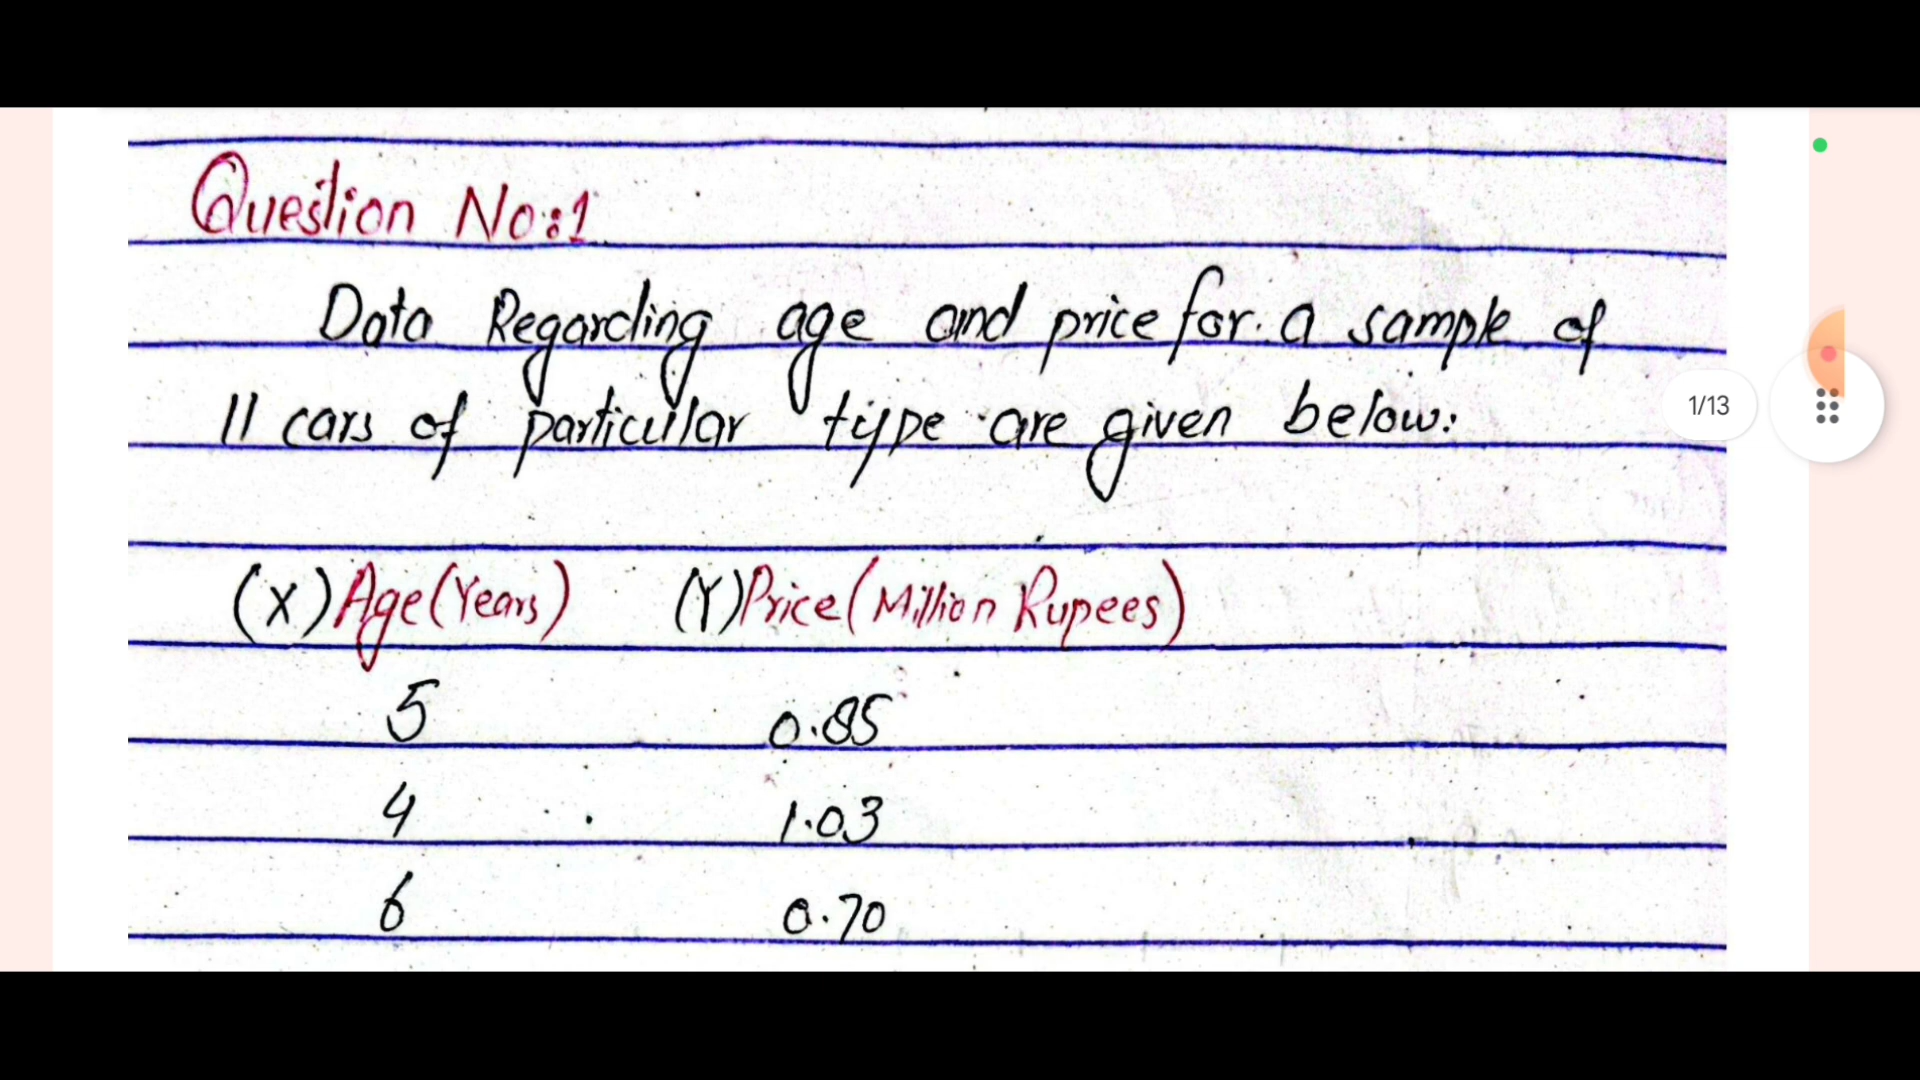 Question No:1
Data Regarding age and price for a sample of
11 cars of particular type are given below:
1/13
(X) Age (Years) (Y) Price (Million Rupees)
5 0.85
4 1.03
6 0.70